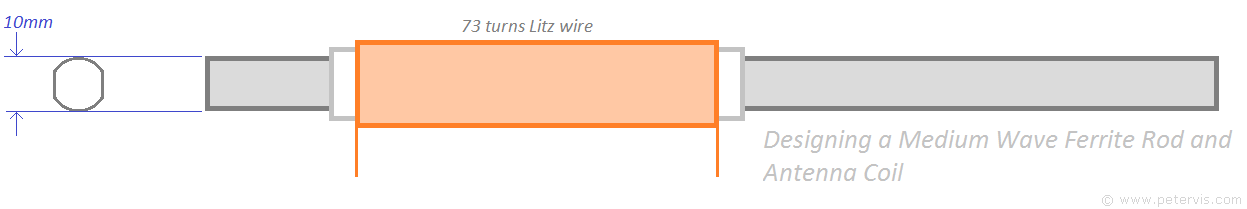 10mm
73 turns Litz wire
Designing a Medium Wave Ferrite Rod and
Antenna Coil
© www.petervis.com